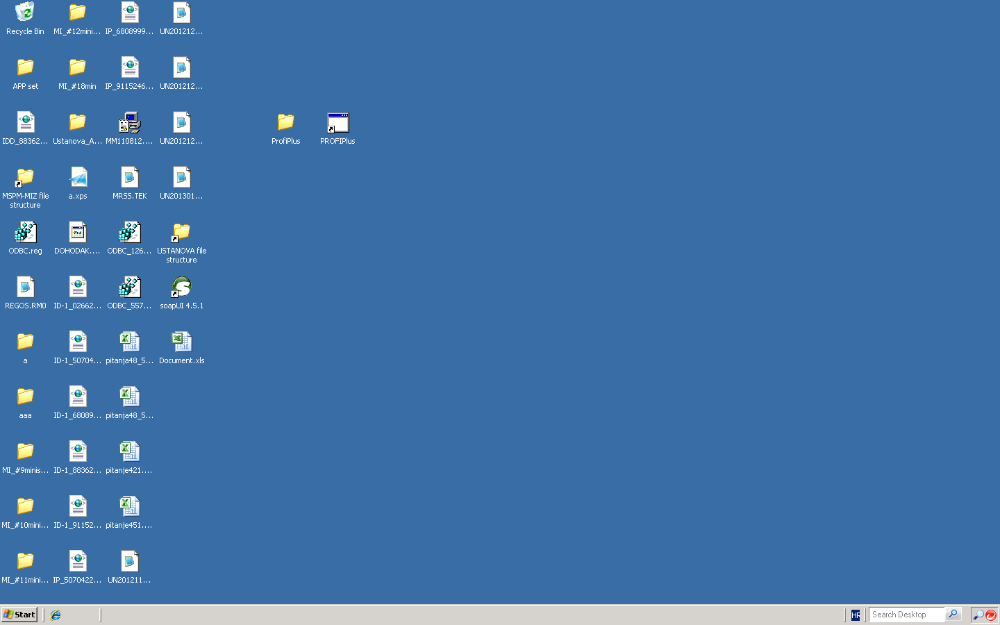 Recycle Bin
MI_#12mini...
IP_6808999...
UN201212...
APP set
MI_#18min
IP_9115246...
UN201212...
IDD_88362...
Ustanova_A...
MM110812....
UN201212...
ProfiPlus
PROFIPlus
MSPM-MIZ file
structure
a.xps
MRSS.TEK
UN201301...
ODBC.reg
DOHODAK....
ODBC_126...
USTANOVA file
structure
REGOS.RM0
ID-1_02662...
ODBC_557...
soapUI 4.5.1
a
ID-1_50704...
pitanja48_5...
Document.xls
aaa
ID-1_68089...
pitanja48_5...
MI_#9minis...
ID-1_88362...
pitanje421....
MI_#10mini...
ID-1_91152...
pitanje451....
MI_#11mini...
IP_5070422...
UN201211...
Start
HR
Search Desktop